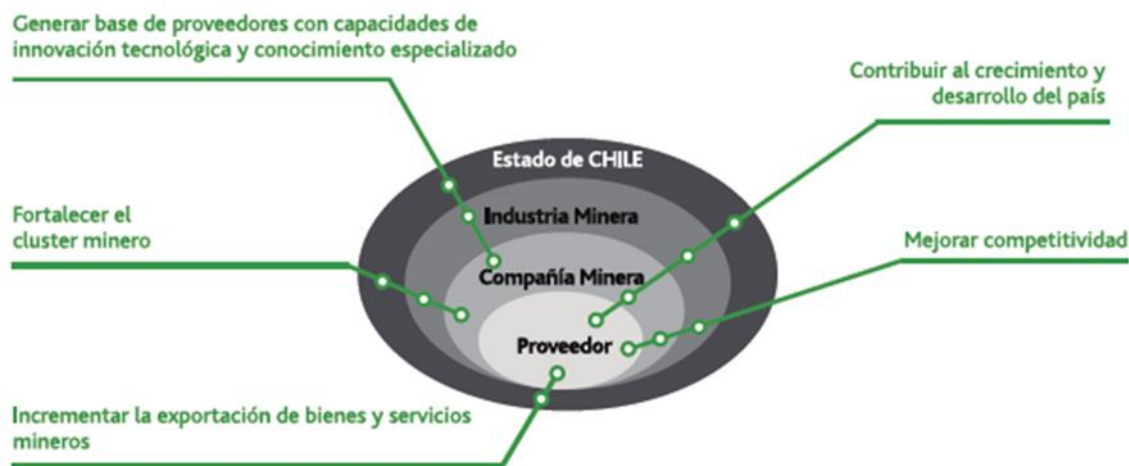 Generar base de proveedores con capacidades de
innovación tecnológica y conocimiento especializado
Contribuir al crecimiento y
desarrollo del país
Estado de CHILE
Industria Minera
Fortalecer el
cluster minero
Mejorar competitividad
Compañía Minera
Proveedor
Incrementar la exportación de bienes y servicios
mineros